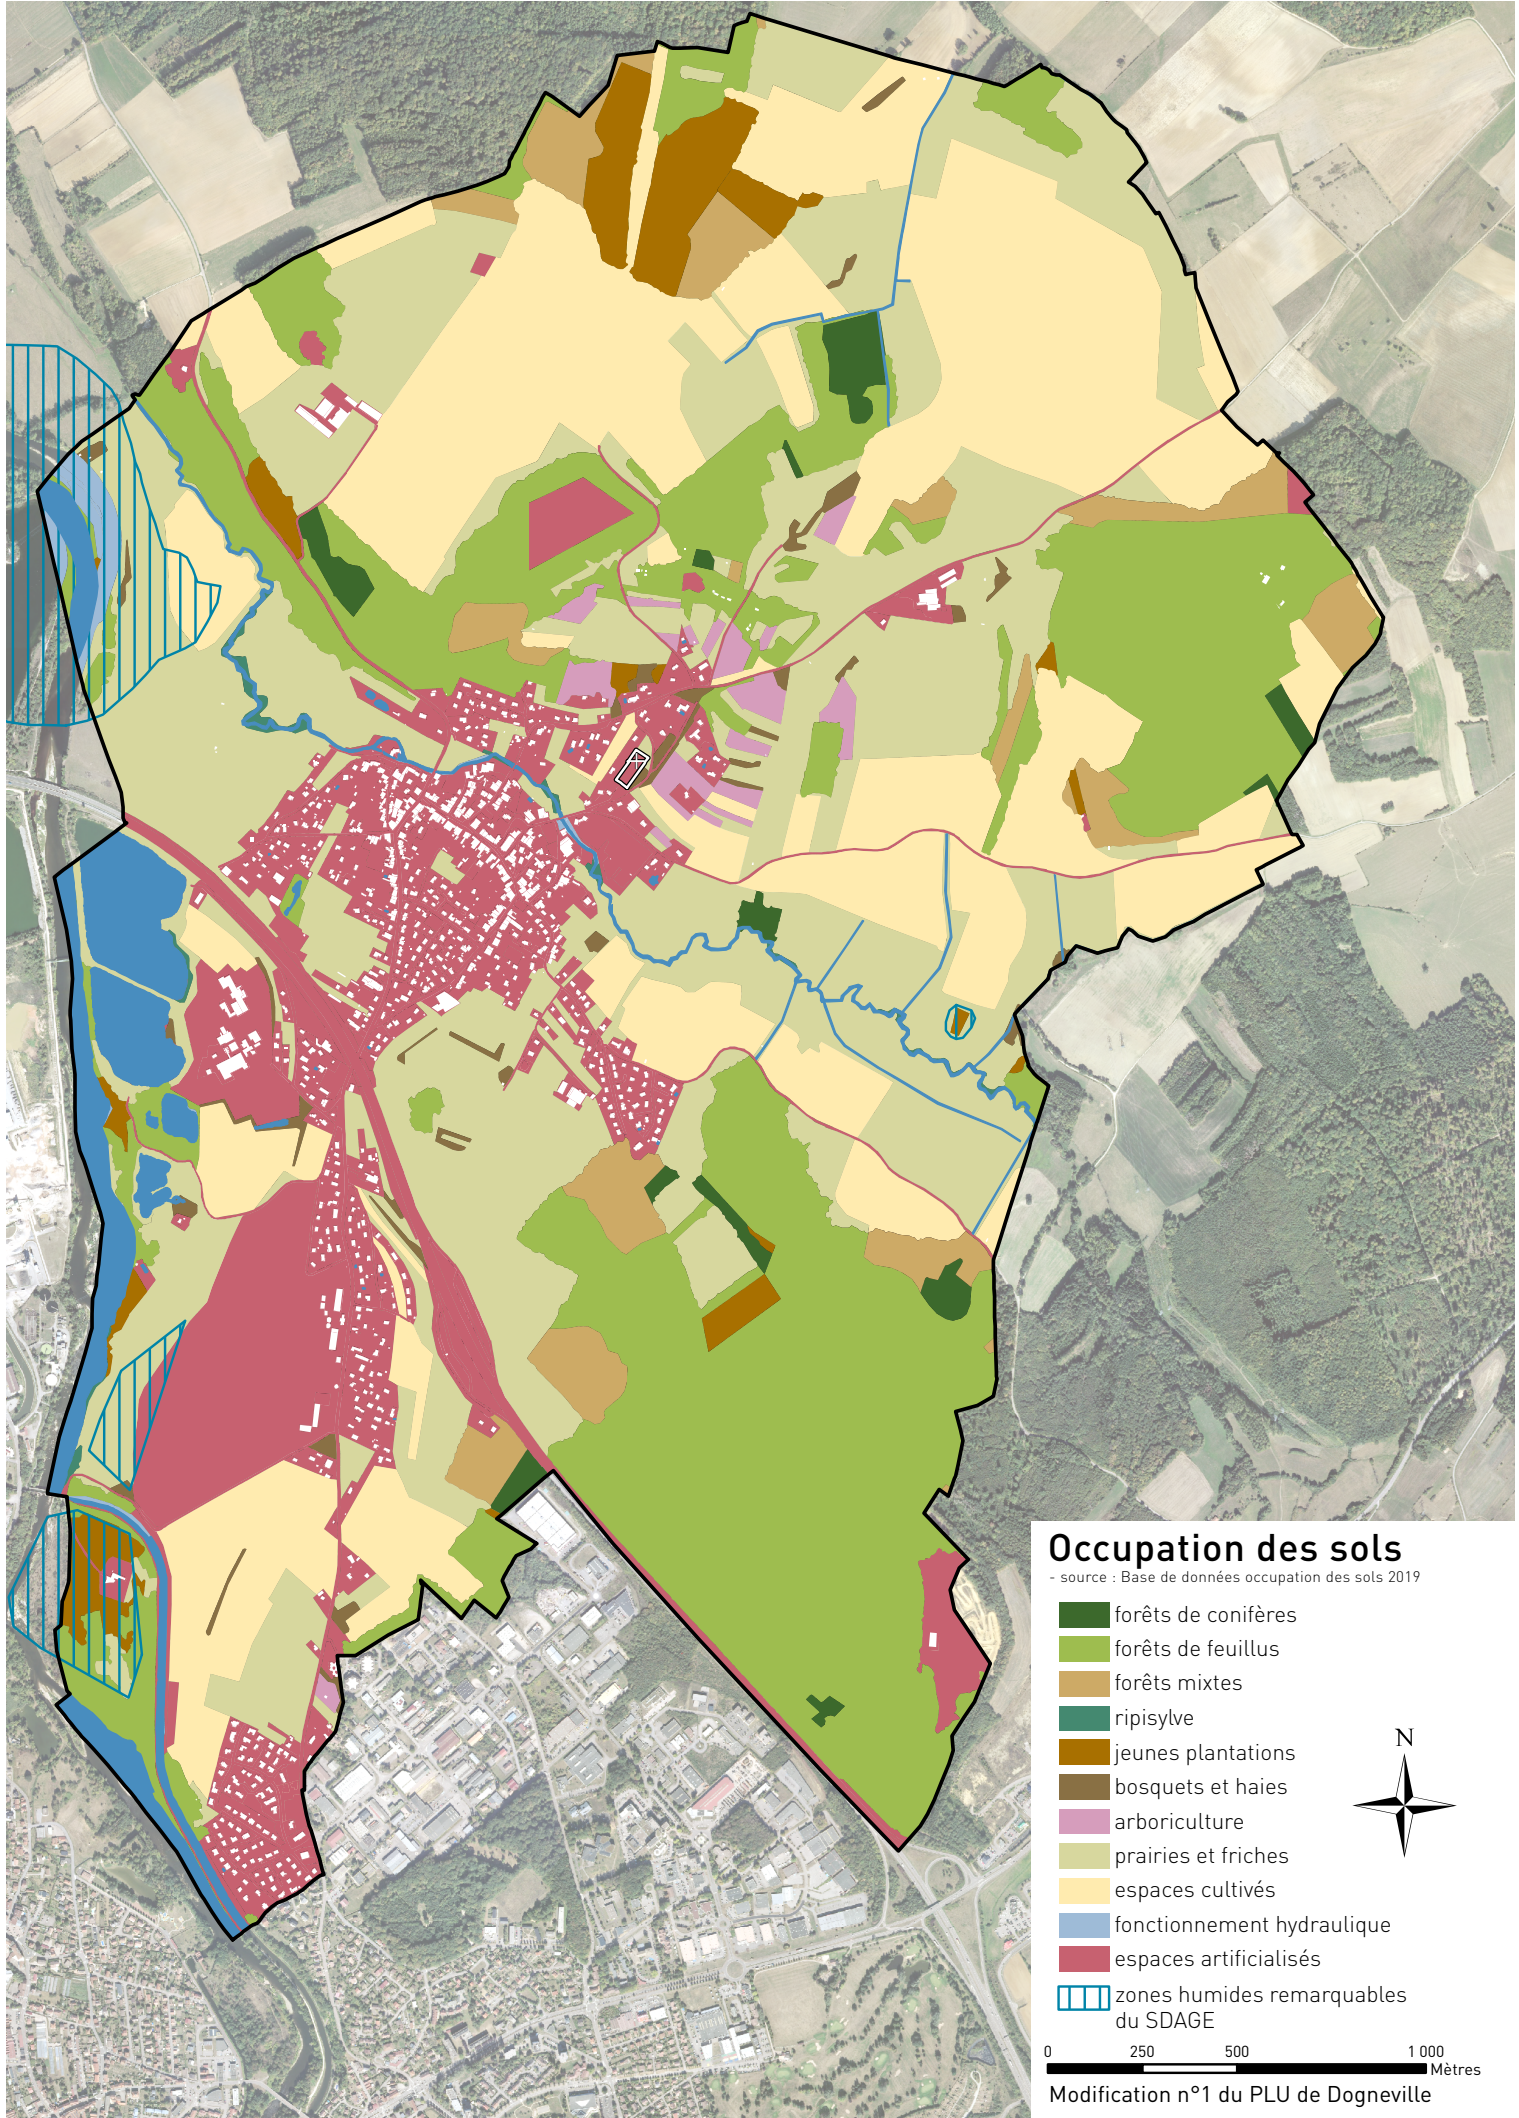 Occupation des sols
- source : Base de données occupation des sols 2019
forêts de conifères
forêts de feuillus
forêts mixtes
ripisylve
jeunes plantations
bosquets et haies
arboriculture
prairies et friches
espaces cultivés
fonctionnement hydraulique
espaces artificialisés
zones humides remarquables
du SDAGE
N
0 250 500 1 000
Mètres
Modification n°1 du PLU de Dogneville